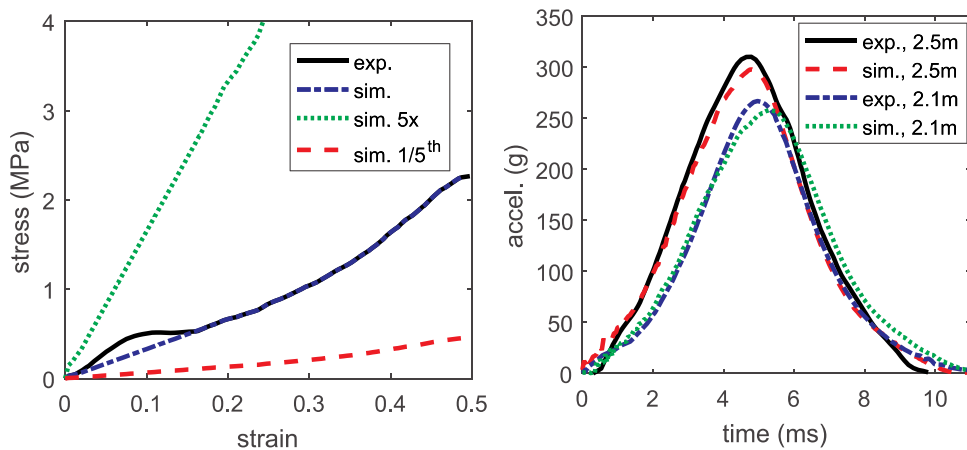 4
3
2
1
0
0
0.1
0.2
0.3
0.4
0.5
stress (MPa)
strain
exp.
sim.
sim. 5x
sim. 1/5th
350
300
250
200
150
100
50
0
0
2
4
6
8
10
accel. (g)
time (ms)
exp., 2.5m
sim., 2.5m
exp., 2.1m
sim., 2.1m